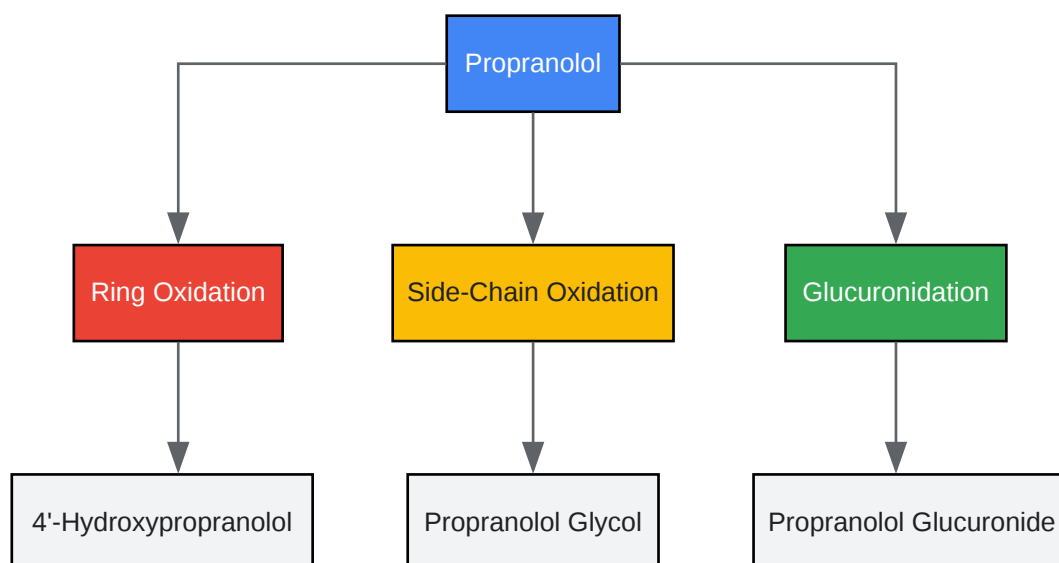 Propranolol
Ring Oxidation
Side-Chain Oxidation
Glucuronidation
4'-Hydroxypropranolol
Propranolol Glycol
Propranolol Glucuronide